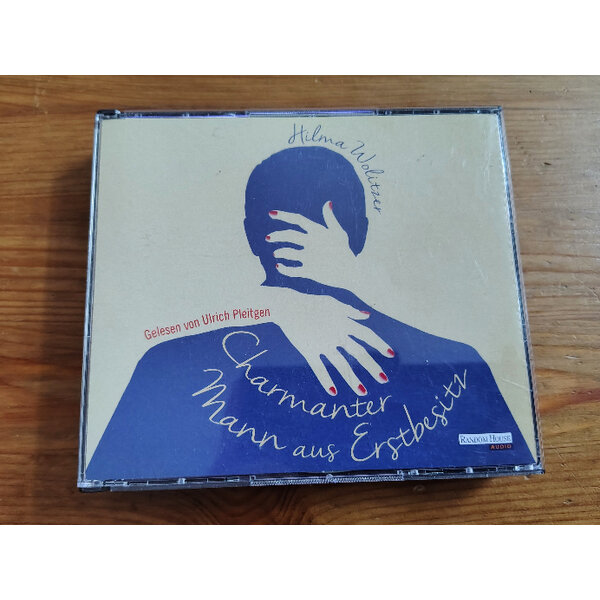 Hilma Wolitzer
Gelesen von Ulrich Pleitgen
Charmanter
Mann aus Erstbesitz
RANDOM HOUSE
AUDIO